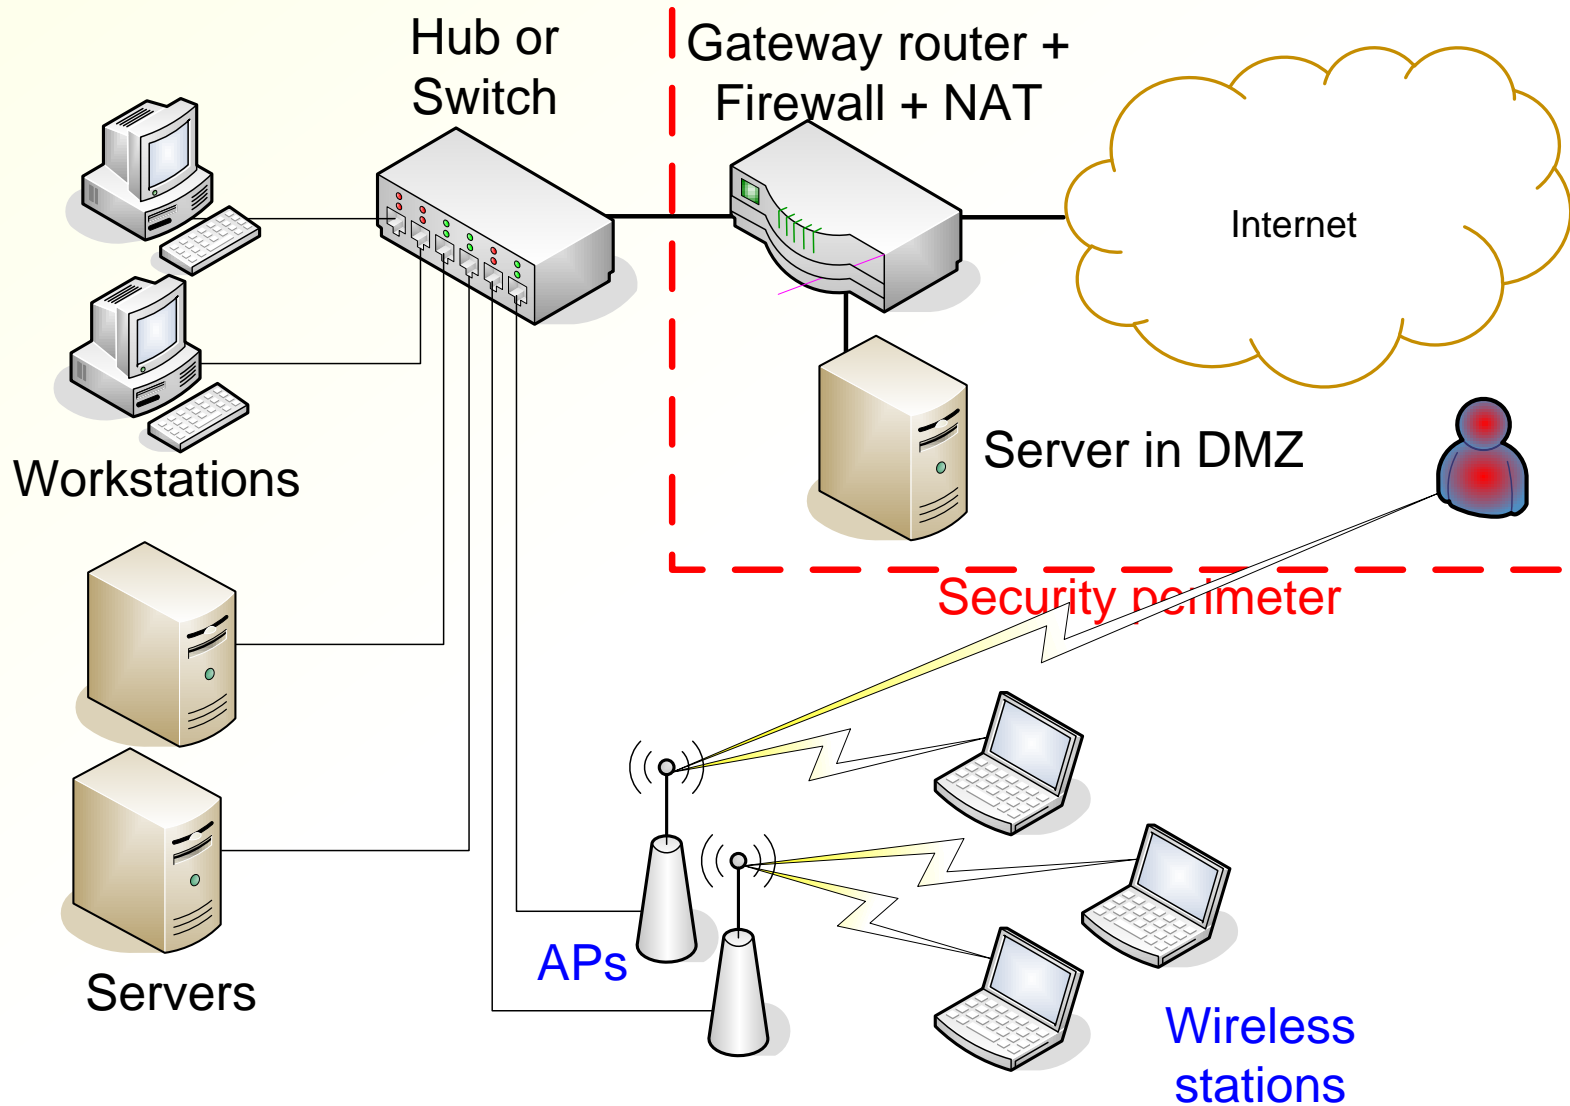 Hub or
Switch
Gateway router +
Firewall + NAT
Internet
Server in DMZ
Workstations
Security perimeter
APs
Servers
Wireless
stations